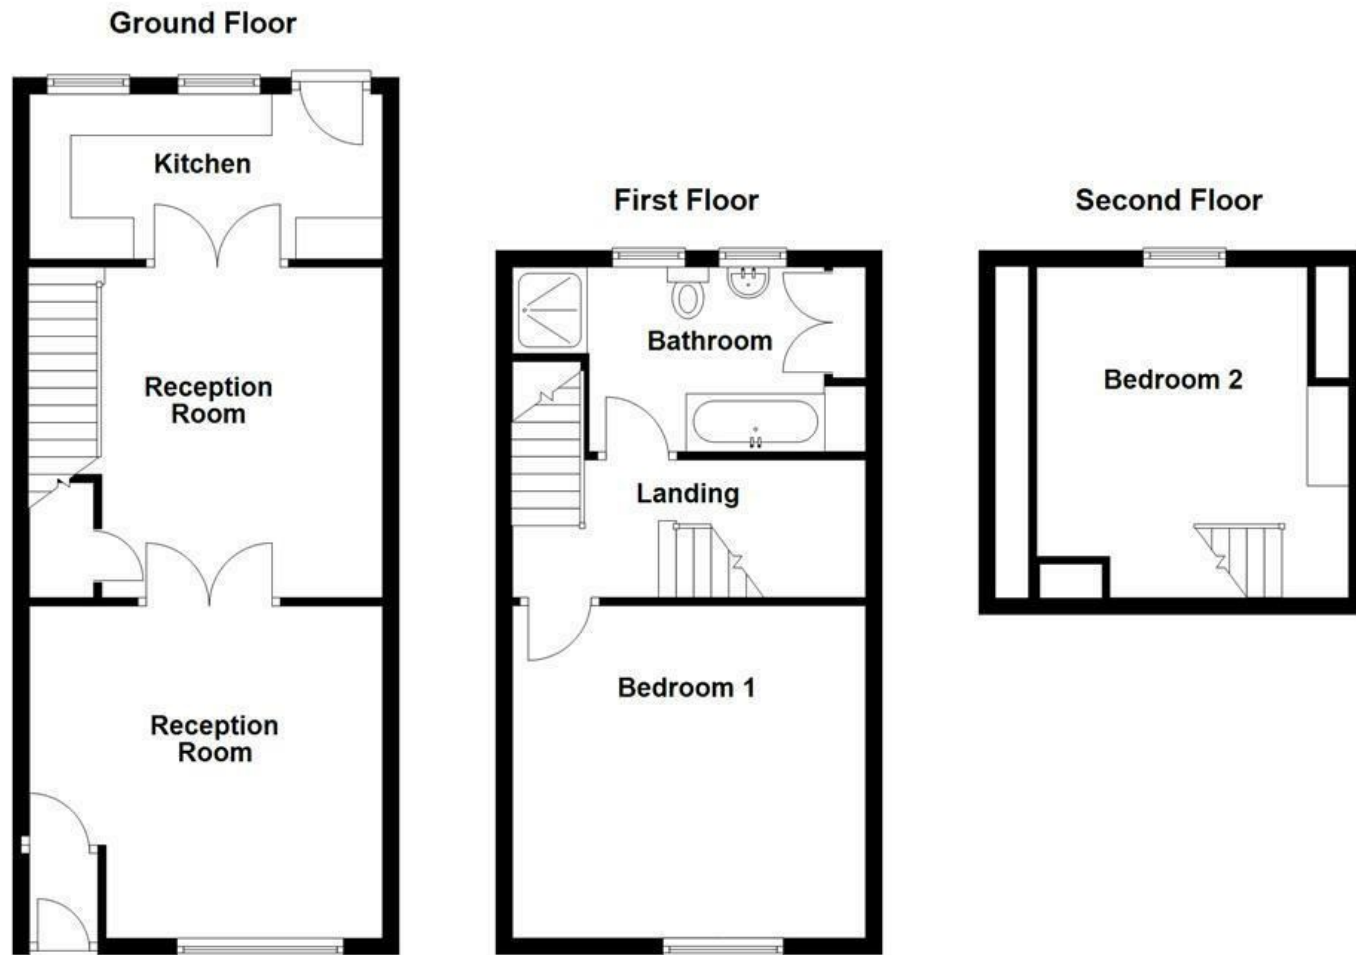 Ground Floor
Kitchen
Reception
Room
Reception
Room
First Floor
Bathroom
Landing
Bedroom 1
Second Floor
Bedroom 2